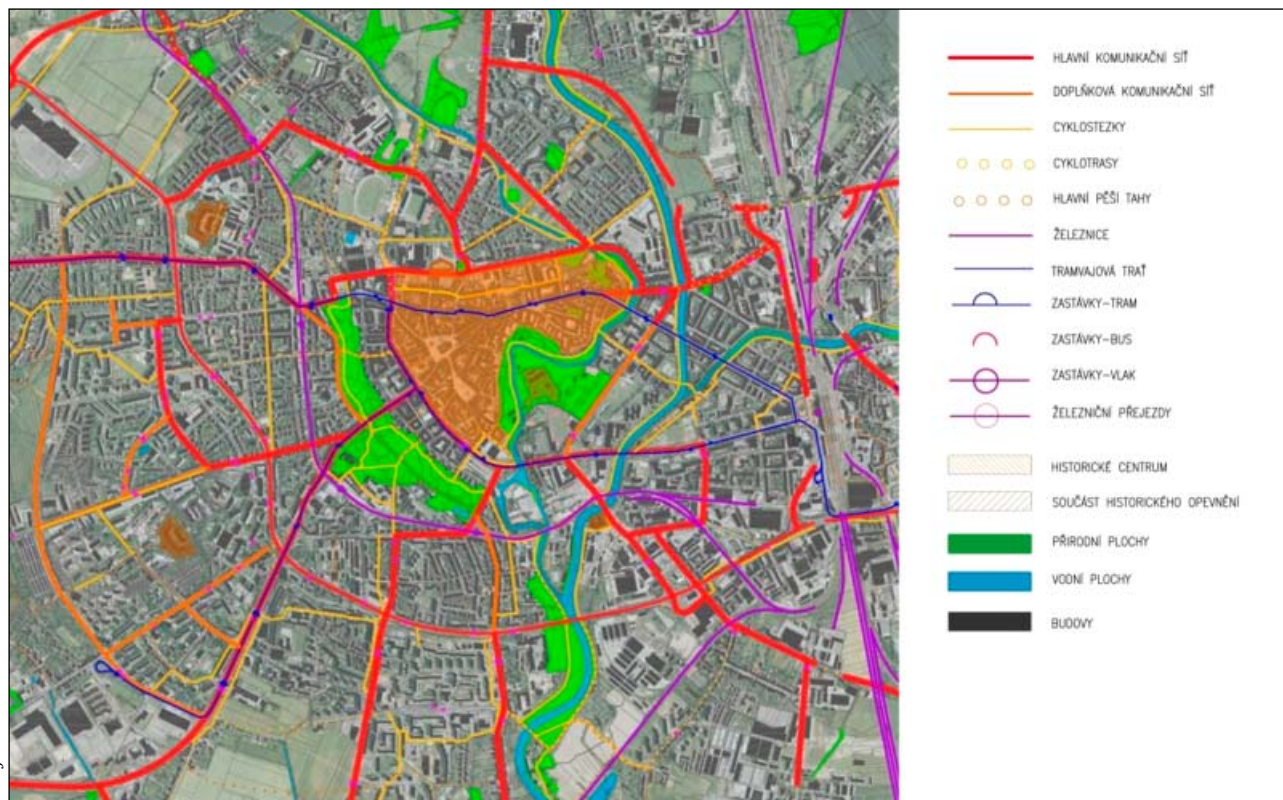 HLAVNÍ KOMUNIKAČNÍ SÍŤ
DOPLŇKOVÁ KOMUNIKAČNÍ SÍŤ
CYKLOSTEZKY
CYKLOTRASY
HLAVNÍ PĚŠÍ TAHY
ŽELEZNICE
TRAMVAJOVÁ TRAŤ
ZASTÁVKY-TRAM
ZASTÁVKY-BUS
ZASTÁVKY-VLAK
ŽELEZNIČNÍ PŘEJEZDY
HISTORICKÉ CENTRUM
SOUČÁST HISTORICKÉHO OPEVNĚNÍ
PŘÍRODNÍ PLOCHY
VODNÍ PLOCHY
BUDOVY